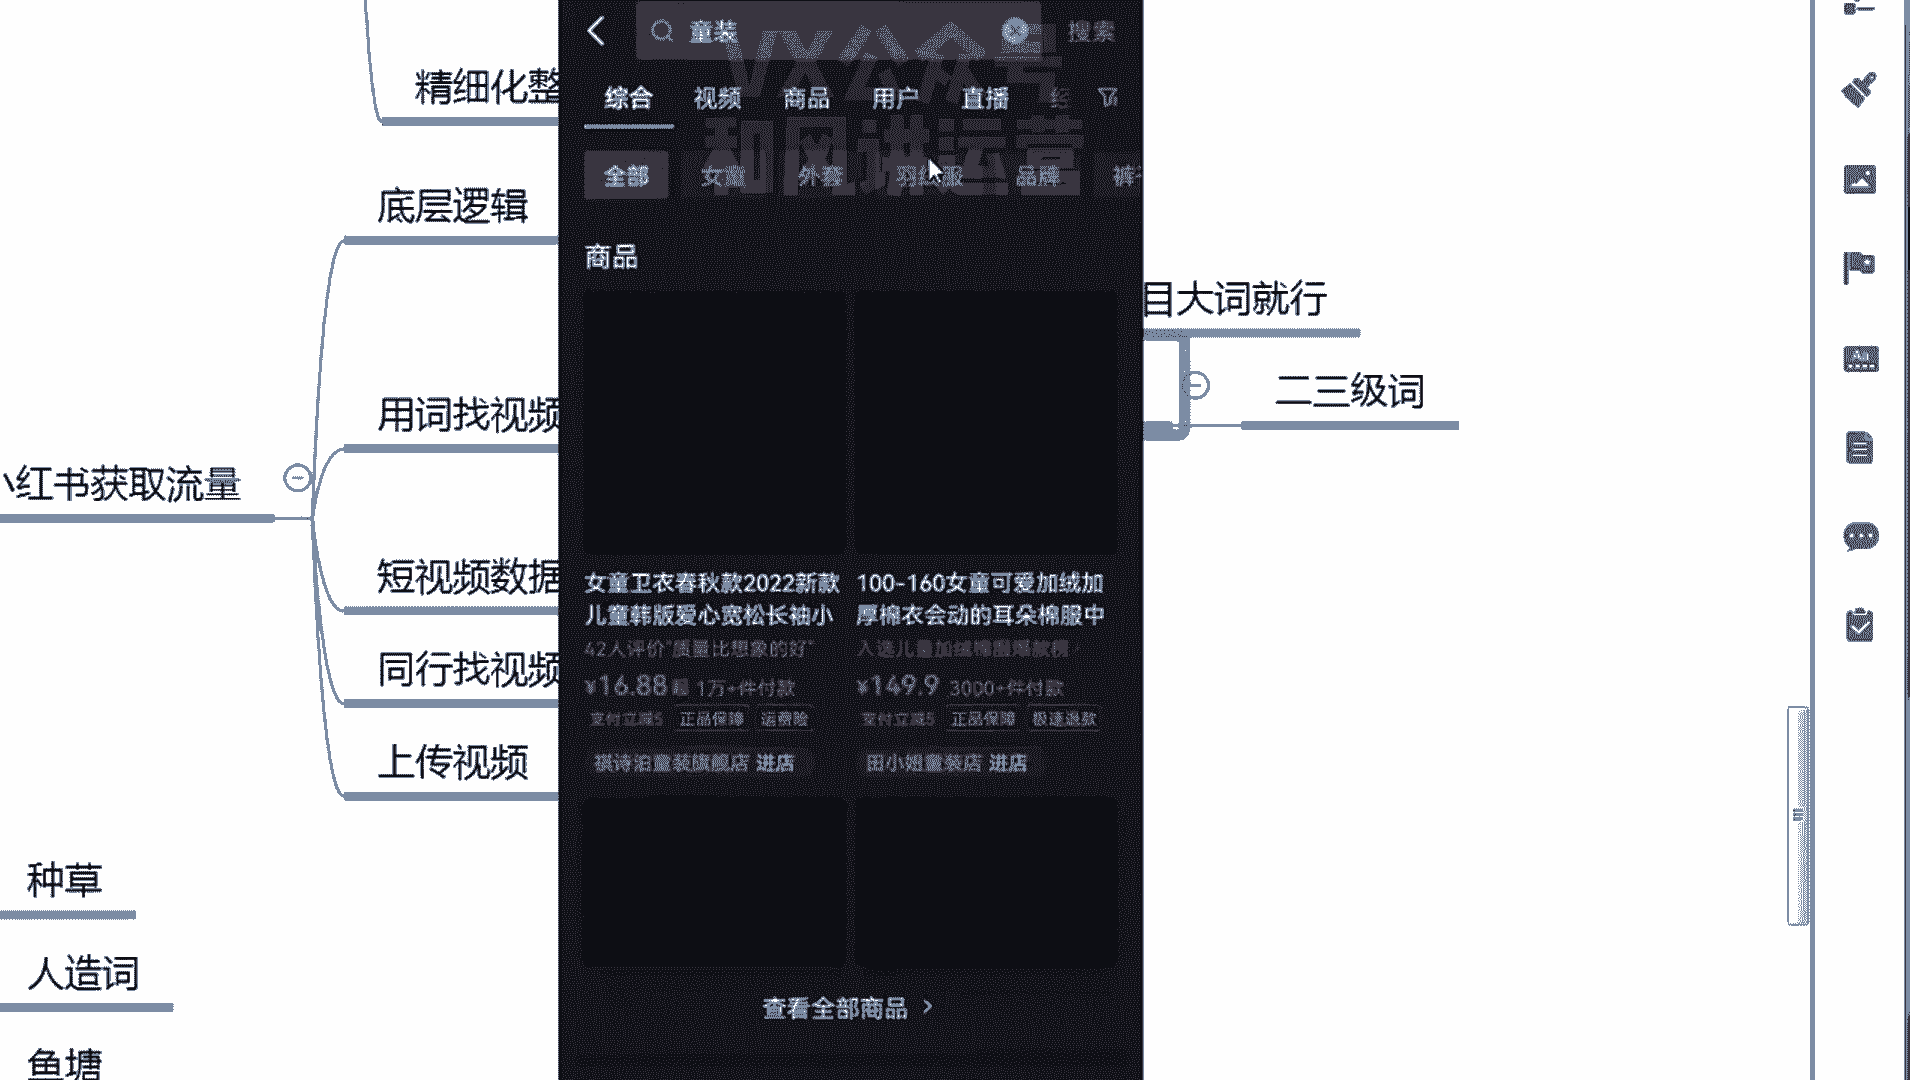 精细化整
底层逻辑
用词找视频
小红书获取流量
短视频数据
同行找视频
上传视频
种草
人造词
鱼塘
童装
搜索
VX公众号
和风讲运营
综合 视频 商品 用户 直播
全部 女童 外套 羽绒服 品牌 裤
商品
女童卫衣春秋款2022新款
儿童韩版爱心宽松长袖小
42人评价"质量比想象的好"
¥16.88起 1万+件付款
支付立减5 正品保障 运费险
祺诗泊童装旗舰店 进店
100-160女童可爱加绒加
厚棉衣会动的耳朵棉服中
入选儿童加绒棉服爆款榜
¥149.9 3000+件付款
支付立减5 正品保障 极速退款
田小妞童装店 进店
查看全部商品 >
目大词就行
二三级词